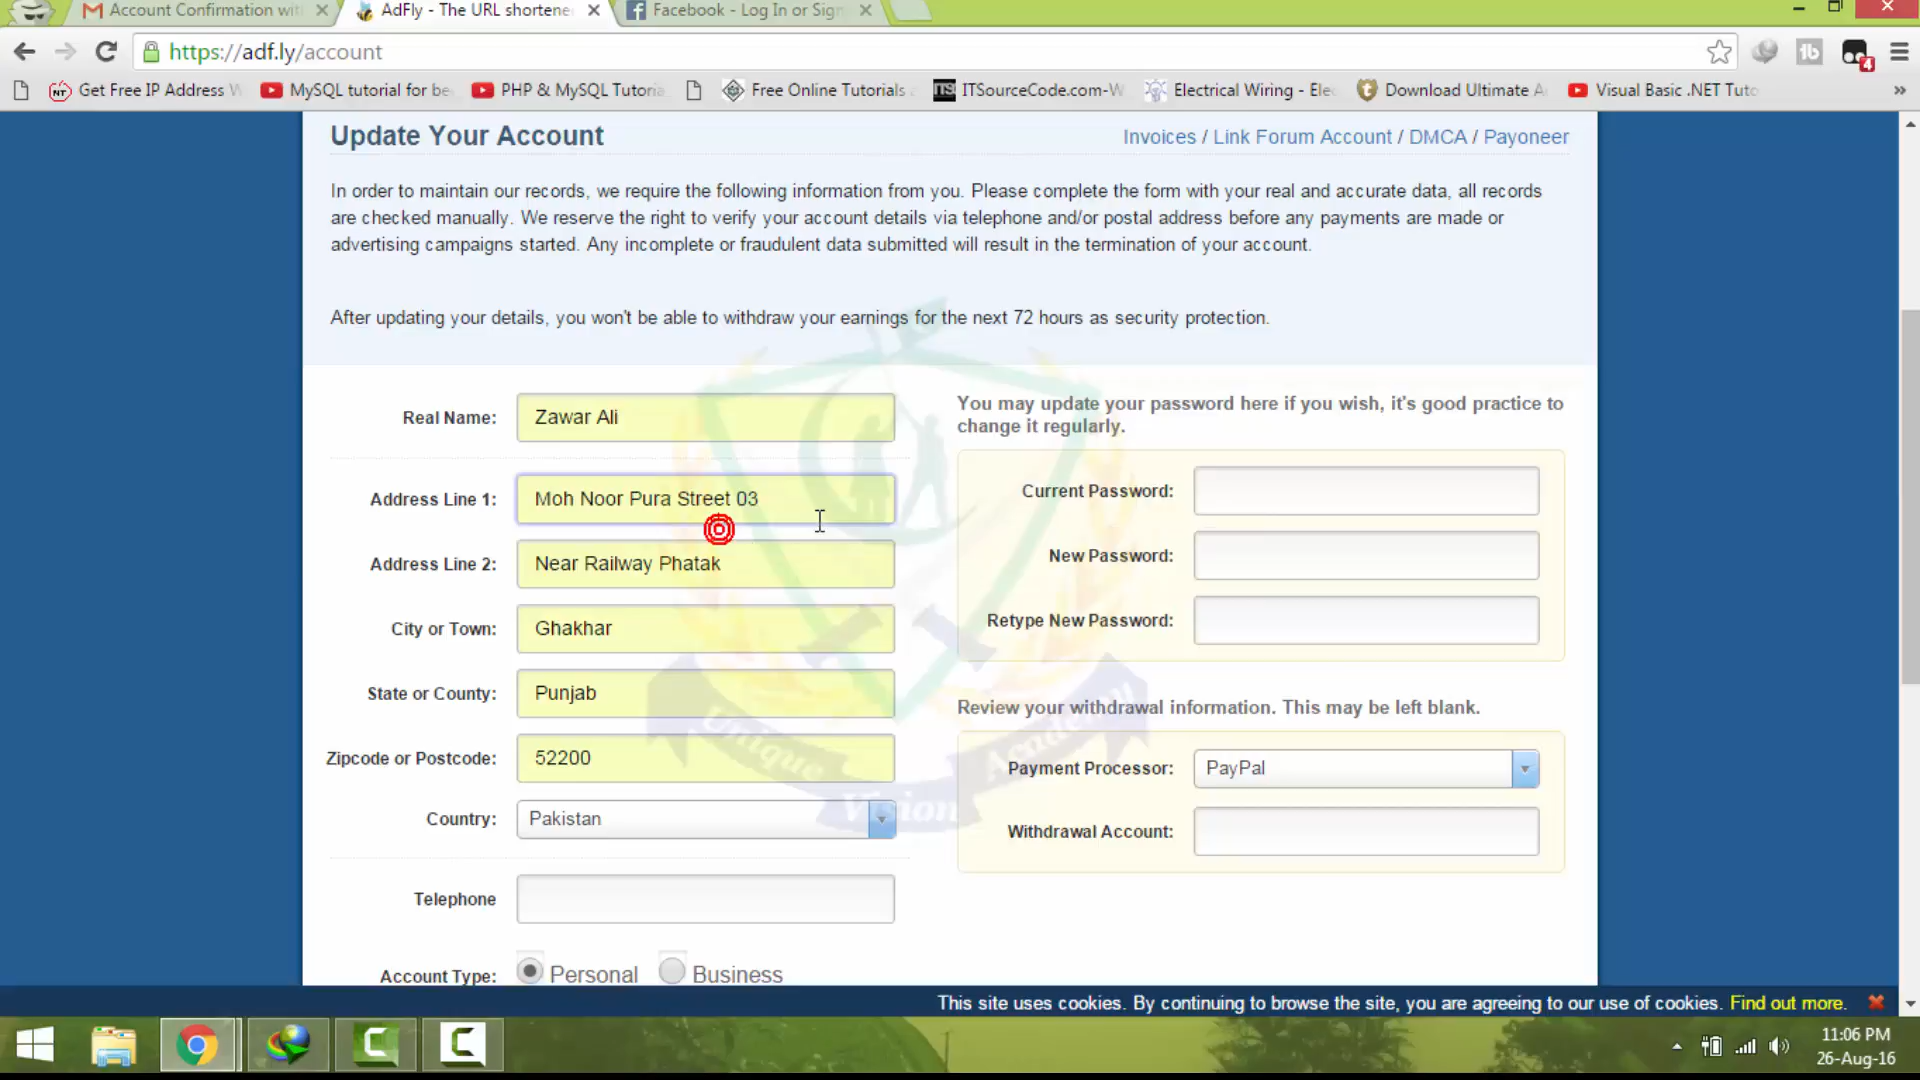 Account Confirmation wit
AdFly - The URL shortene
Facebook - Log In or Sig
https://adf.ly/account
4
Get Free IP Address
MySQL tutorial for be
PHP & MySQL Tutoria
Free Online Tutorials
ITSourceCode.com-W
Electrical Wiring - Ele
Download Ultimate A
Visual Basic .NET Tuto
Update Your Account
Invoices / Link Forum Account / DMCA / Payoneer
In order to maintain our records, we require the following information from you. Please complete the form with your real and accurate data, all records
are checked manually. We reserve the right to verify your account details via telephone and/or postal address before any payments are made or
advertising campaigns started. Any incomplete or fraudulent data submitted will result in the termination of your account.
After updating your details, you won't be able to withdraw your earnings for the next 72 hours as security protection.
Real Name: Zawar Ali
Address Line 1: Moh Noor Pura Street 03
Address Line 2: Near Railway Phatak
City or Town: Ghakhar
State or County: Punjab
Zipcode or Postcode: 52200
Country: Pakistan
Telephone
Account Type: Personal Business
You may update your password here if you wish, it's good practice to
change it regularly.
Current Password:
New Password:
Retype New Password:
Review your withdrawal information. This may be left blank.
Payment Processor: PayPal
Withdrawal Account:
Unique Vision Academy
This site uses cookies. By continuing to browse the site, you are agreeing to our use of cookies. Find out more.
11:06 PM
26-Aug-16